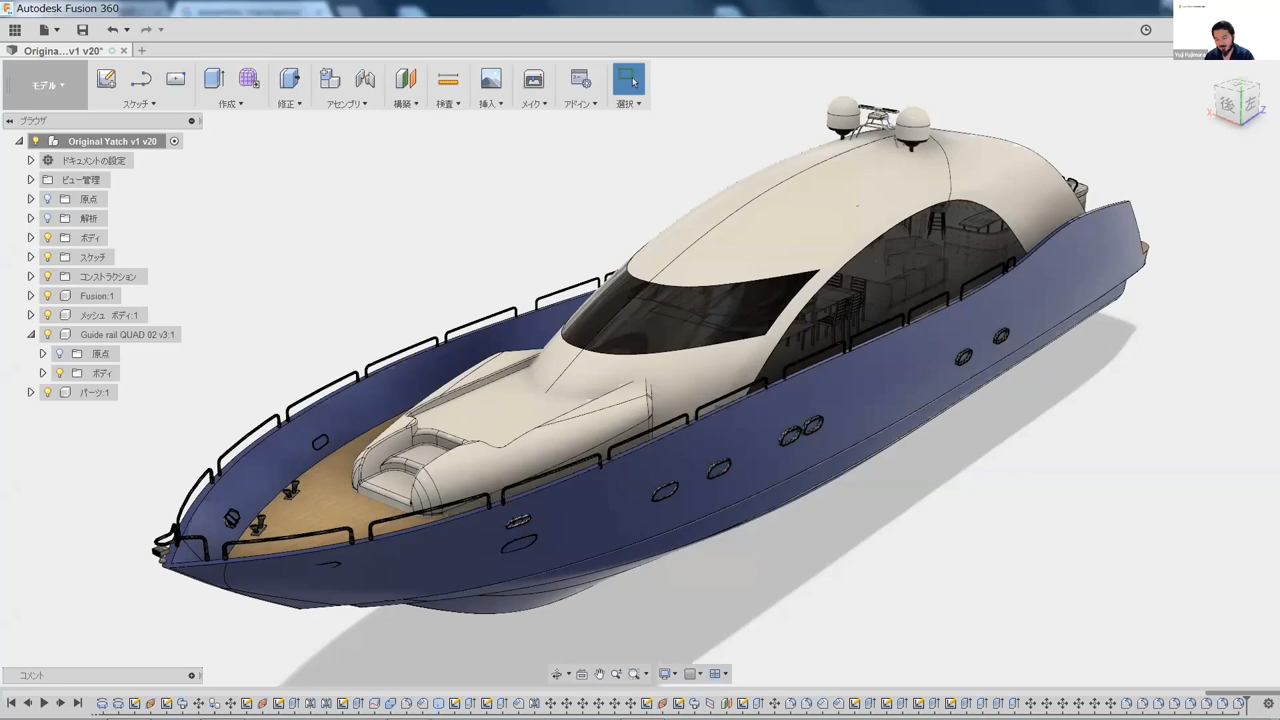 Autodesk Fusion 360
Origina...v1 v20*
モデル
スケッチ
作成
修正
アセンブリ
構築
検査
挿入
メイク
アドイン
選択
ブラウザ
Original Yatch v1 v20
ドキュメントの設定
ビュー管理
原点
解析
ボディ
スケッチ
コンストラクション
Fusion:1
メッシュ ボディ:1
Guide rail QUAD 02 v3:1
原点
ボディ
パーツ:1
後
左
X
Z
コメント
Yuji Fujimura